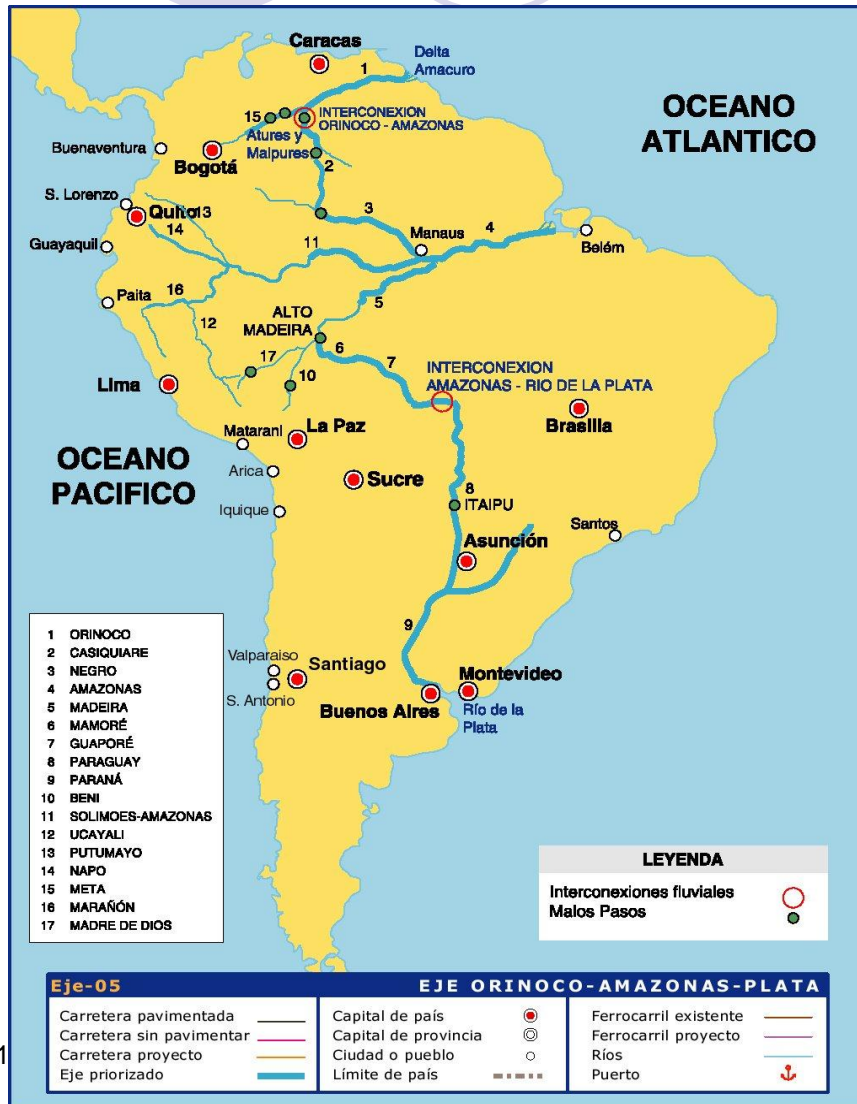 Caracas
Delta
Amacuro
1
INTERCONEXION
ORINOCO - AMAZONAS
15
Atures y
Maipures
OCEANO
ATLANTICO
Buenaventura
Bogotá
2
S. Lorenzo
Quito
13
14
3
Manaus
4
Belém
Guayaquil
11
Paita
16
5
ALTO
MADEIRA
12
6
17
7
10
INTERCONEXION
AMAZONAS - RIO DE LA PLATA
Lima
Brasilia
Matarani
La Paz
OCEANO
PACIFICO
Arica
Sucre
8
ITAIPU
Iquique
Santos
Asunción
9
1 ORINOCO
2 CASIQUIARE
3 NEGRO
4 AMAZONAS
5 MADEIRA
6 MAMORÉ
7 GUAPORÉ
8 PARAGUAY
9 PARANÁ
10 BENI
11 SOLIMOES-AMAZONAS
12 UCAYALI
13 PUTUMAYO
14 NAPO
15 META
16 MARAÑÓN
17 MADRE DE DIOS
Valparaiso
Santiago
S. Antonio
Montevideo
Buenos Aires
Río de la
Plata
LEYENDA
Interconexiones fluviales
Malos Pasos
Eje-05
EJE ORINOCO-AMAZONAS-PLATA
Carretera pavimentada
Carretera sin pavimentar
Carretera proyecto
Eje priorizado
Capital de país
Capital de provincia
Ciudad o pueblo
Límite de país
Ferrocarril existente
Ferrocarril proyecto
Ríos
Puerto
1